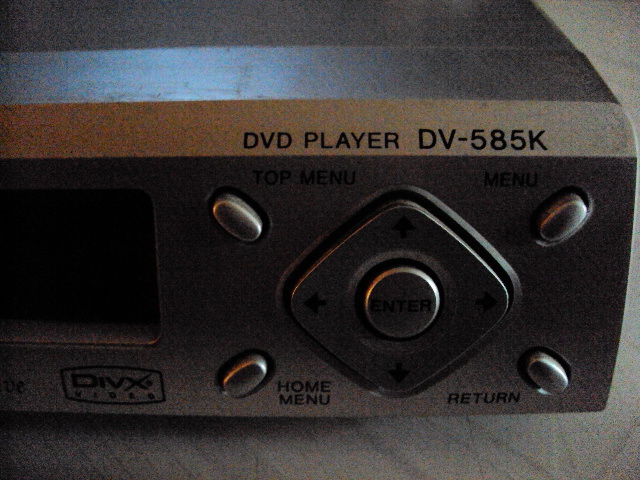 DVD PLAYER DV-585K
TOP MENU
MENU
ENTER
HOME
MENU
RETURN
DIVX
VIDEO